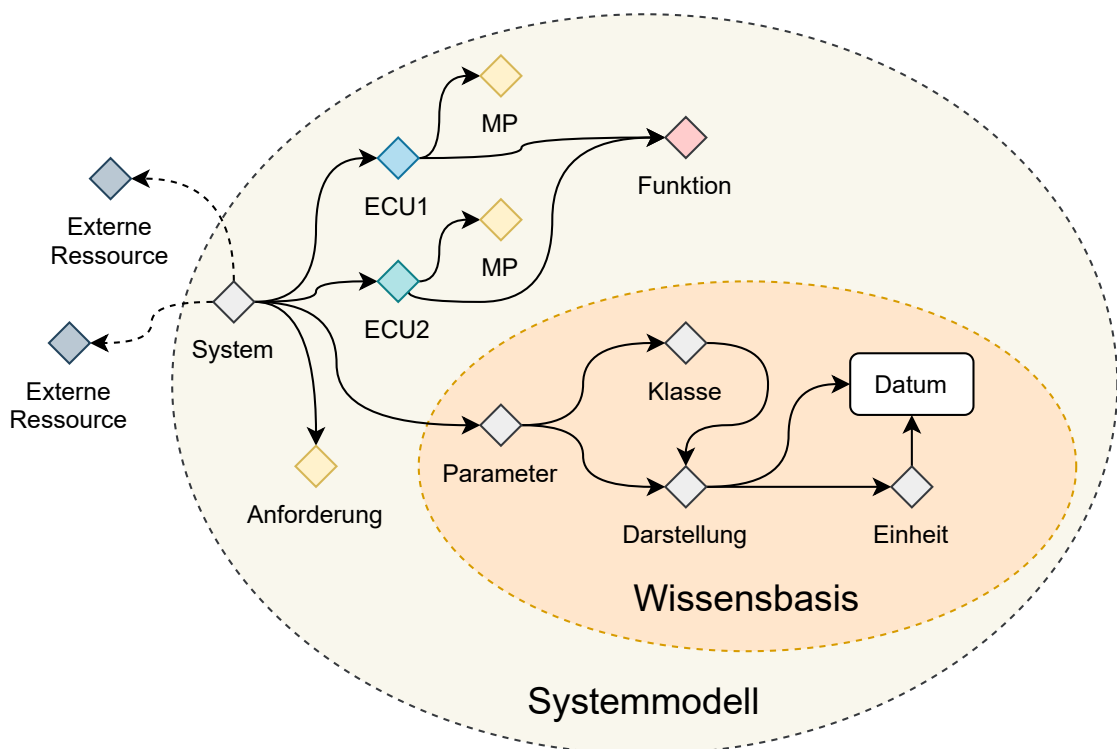 MP
Funktion
ECU1
Externe
Ressource
MP
ECU2
System
Externe
Ressource
Klasse
Datum
Parameter
Anforderung
Darstellung
Einheit
Wissensbasis
Systemmodell